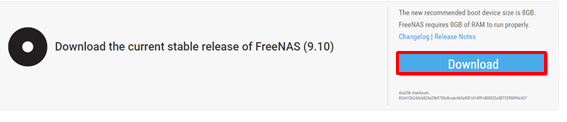 The new recommended boot device size is 8GB.
FreeNAS requires 8GB of RAM to run properly.
Changelog | Release Notes
Download the current stable release of FreeNAS (9.10)
Download
sha256 checksum: